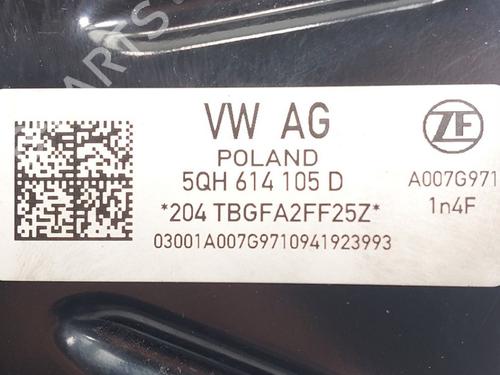 VW AG
ZF
POLAND
5QH 614 105 D
A007G971
*204 TBGFA2FF25Z*
1n4F
03001A007G9710941923993